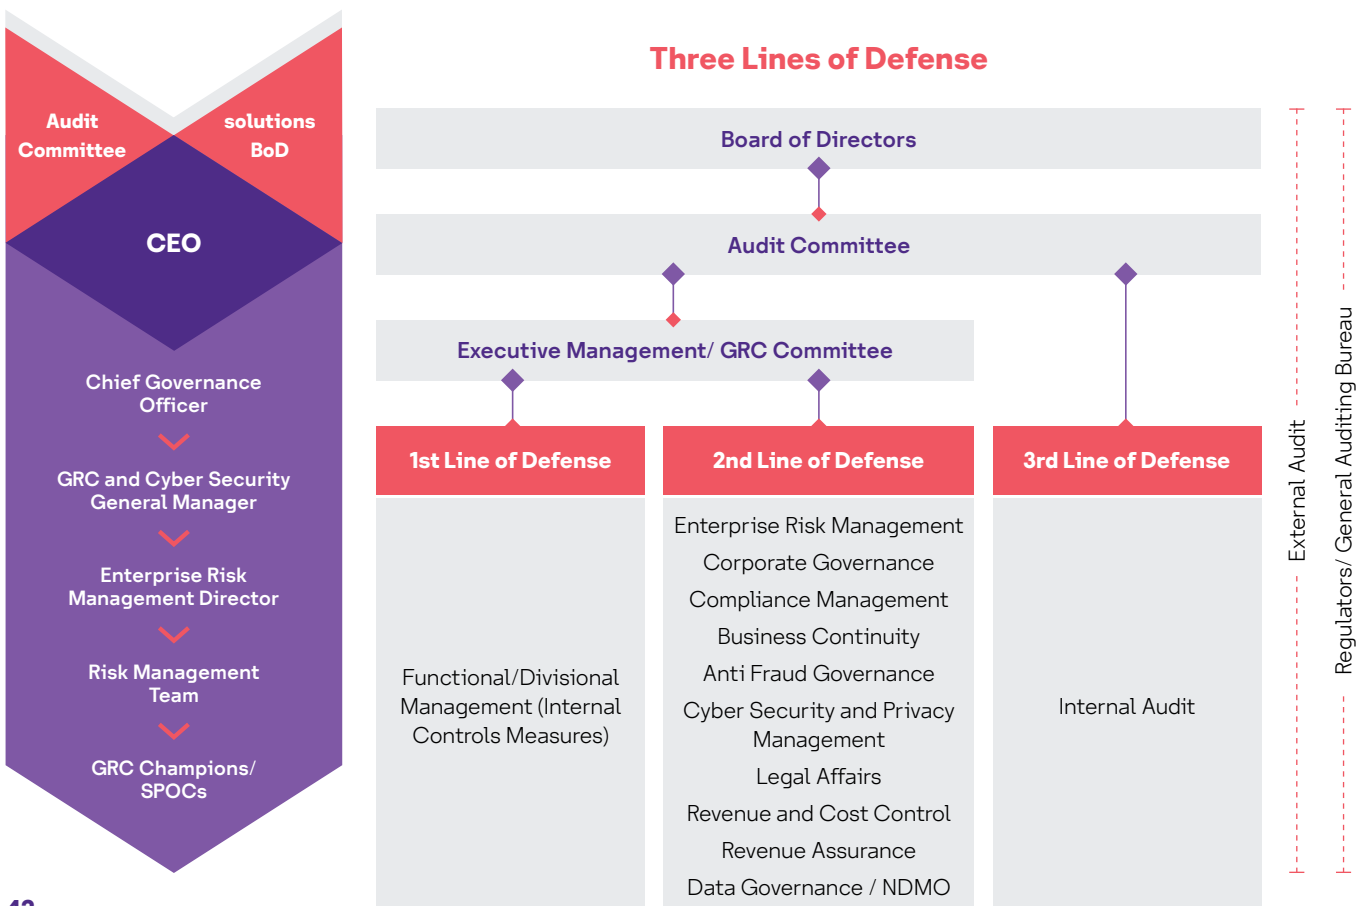 Audit
Committee
solutions
BoD
CEO
Chief Governance
Officer
GRC and Cyber Security
General Manager
Enterprise Risk
Management Director
Risk Management
Team
GRC Champions/
SPOCs
Three Lines of Defense
Board of Directors
Audit Committee
Executive Management/ GRC Committee
1st Line of Defense
Functional/Divisional
Management (Internal
Controls Measures)
2nd Line of Defense
Enterprise Risk Management
Corporate Governance
Compliance Management
Business Continuity
Anti Fraud Governance
Cyber Security and Privacy
Management
Legal Affairs
Revenue and Cost Control
Revenue Assurance
Data Governance / NDMO
3rd Line of Defense
Internal Audit
External Audit
Regulators/ General Auditing Bureau